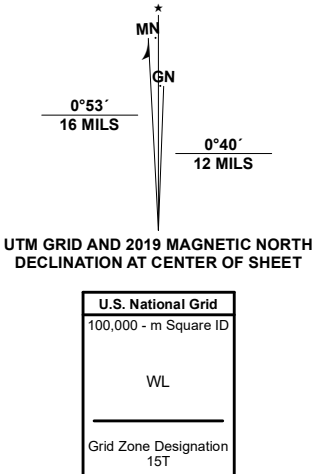 ★
MN
GN
0°53´
16 MILS
0°40´
12 MILS
UTM GRID AND 2019 MAGNETIC NORTH
DECLINATION AT CENTER OF SHEET
U.S. National Grid
100,000 - m Square ID
WL
Grid Zone Designation
15T